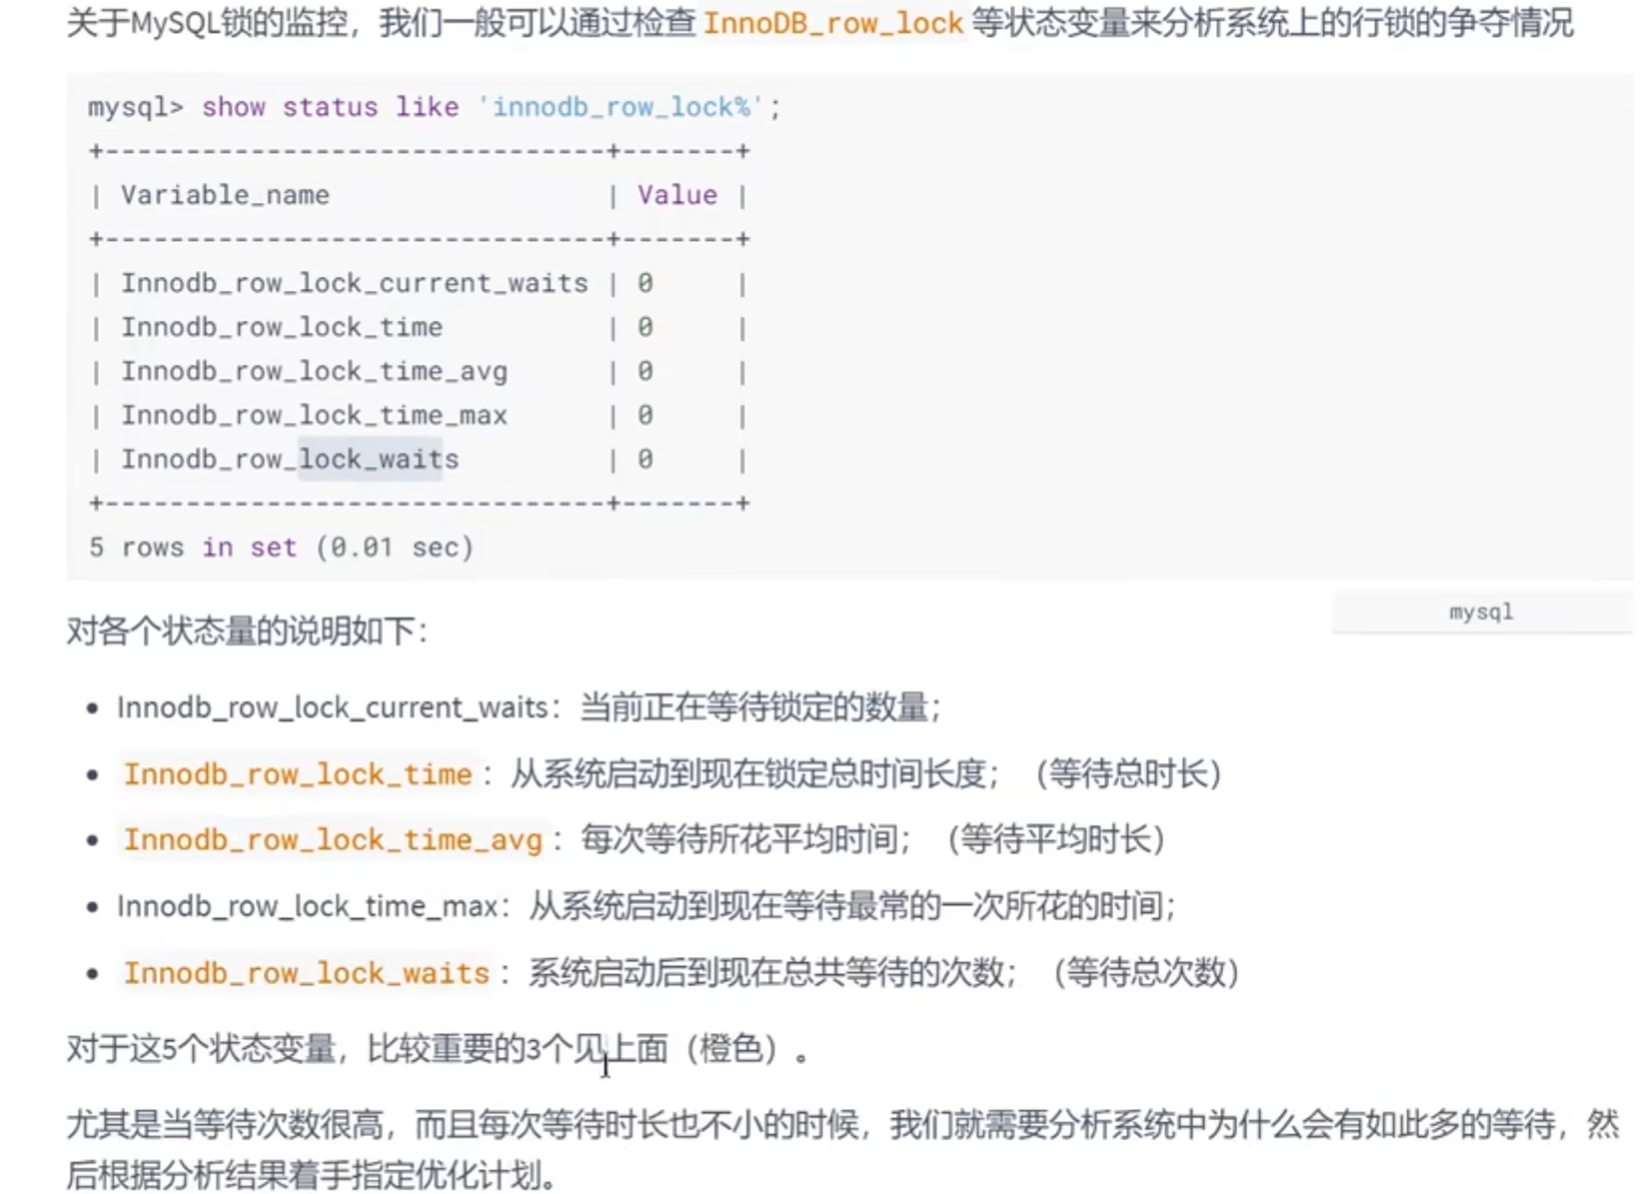 关于MySQL锁的监控，我们一般可以通过检查 InnoDB_row_lock 等状态变量来分析系统上的行锁的争夺情况
mysql> show status like 'innodb_row_lock%';
+-------------------------------+-------+
| Variable_name                 | Value |
+-------------------------------+-------+
| Innodb_row_lock_current_waits | 0     |
| Innodb_row_lock_time          | 0     |
| Innodb_row_lock_time_avg      | 0     |
| Innodb_row_lock_time_max      | 0     |
| Innodb_row_lock_waits         | 0     |
+-------------------------------+-------+
5 rows in set (0.01 sec)
mysql
对各个状态量的说明如下：
• Innodb_row_lock_current_waits：当前正在等待锁定的数量；
• Innodb_row_lock_time ：从系统启动到现在锁定总时间长度；（等待总时长）
• Innodb_row_lock_time_avg ：每次等待所花平均时间；（等待平均时长）
• Innodb_row_lock_time_max：从系统启动到现在等待最常的一次所花的时间；
• Innodb_row_lock_waits ：系统启动后到现在总共等待的次数；（等待总次数）
对于这5个状态变量，比较重要的3个见上面（橙色）。
尤其是当等待次数很高，而且每次等待时长也不小的时候，我们就需要分析系统中为什么会有如此多的等待，然
后根据分析结果着手指定优化计划。